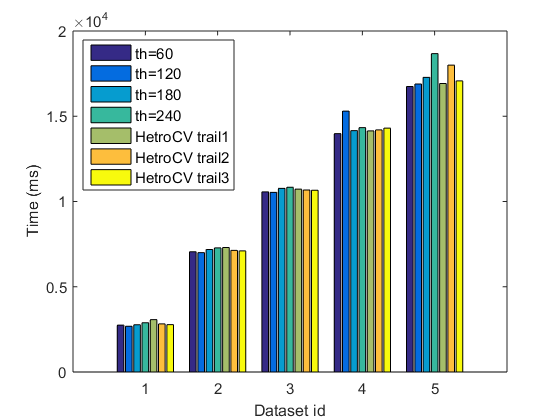 ×10^4
2
1.5
1
0.5
0
Time (ms)
th=60
th=120
th=180
th=240
HetroCV trail1
HetroCV trail2
HetroCV trail3
1 2 3 4 5
Dataset id